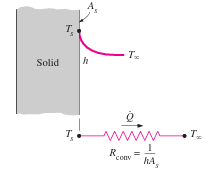 A_s
T_s
Solid
h
T_∞
Q̇
T_s
T_∞
R_conv = 1/hA_s